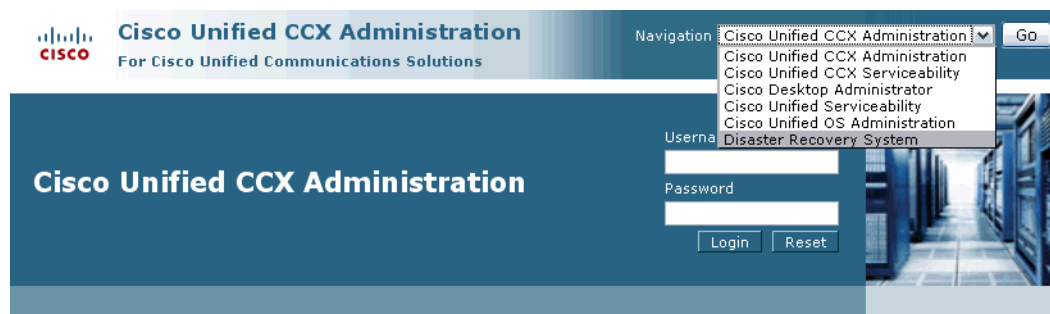 CISCO
Cisco Unified CCX Administration
For Cisco Unified Communications Solutions
Navigation Cisco Unified CCX Administration Go
Cisco Unified CCX Administration
Cisco Unified CCX Serviceability
Cisco Desktop Administrator
Cisco Unified Serviceability
Cisco Unified OS Administration
Disaster Recovery System
Userna
Cisco Unified CCX Administration
Password
Login Reset